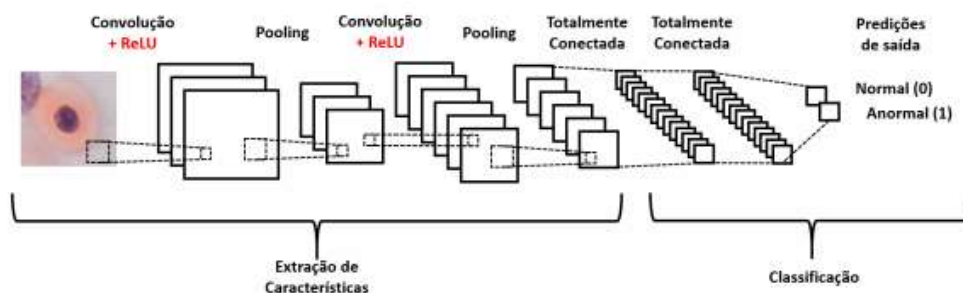 Convolução
+ ReLU
Pooling
Convolução
+ ReLU
Pooling
Totalmente
Conectada
Totalmente
Conectada
Predições
de saída
Normal (0)
Anormal (1)
Extração de
Características
Classificação